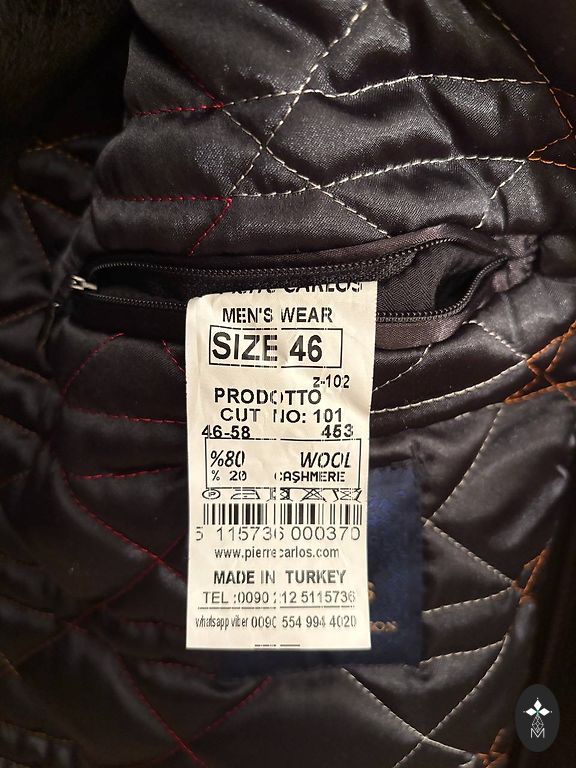 CARLOS
MEN'S WEAR
SIZE 46
Z-102
PRODOTTO
CUT NO: 101
46-58 453
%80 WOOL
% 20 CASHMERE
5 115736 000370
www.pierrecarlos.com
MADE IN TURKEY
TEL :0090 212 5115736
whatsapp viber 0090 554 994 4020
M